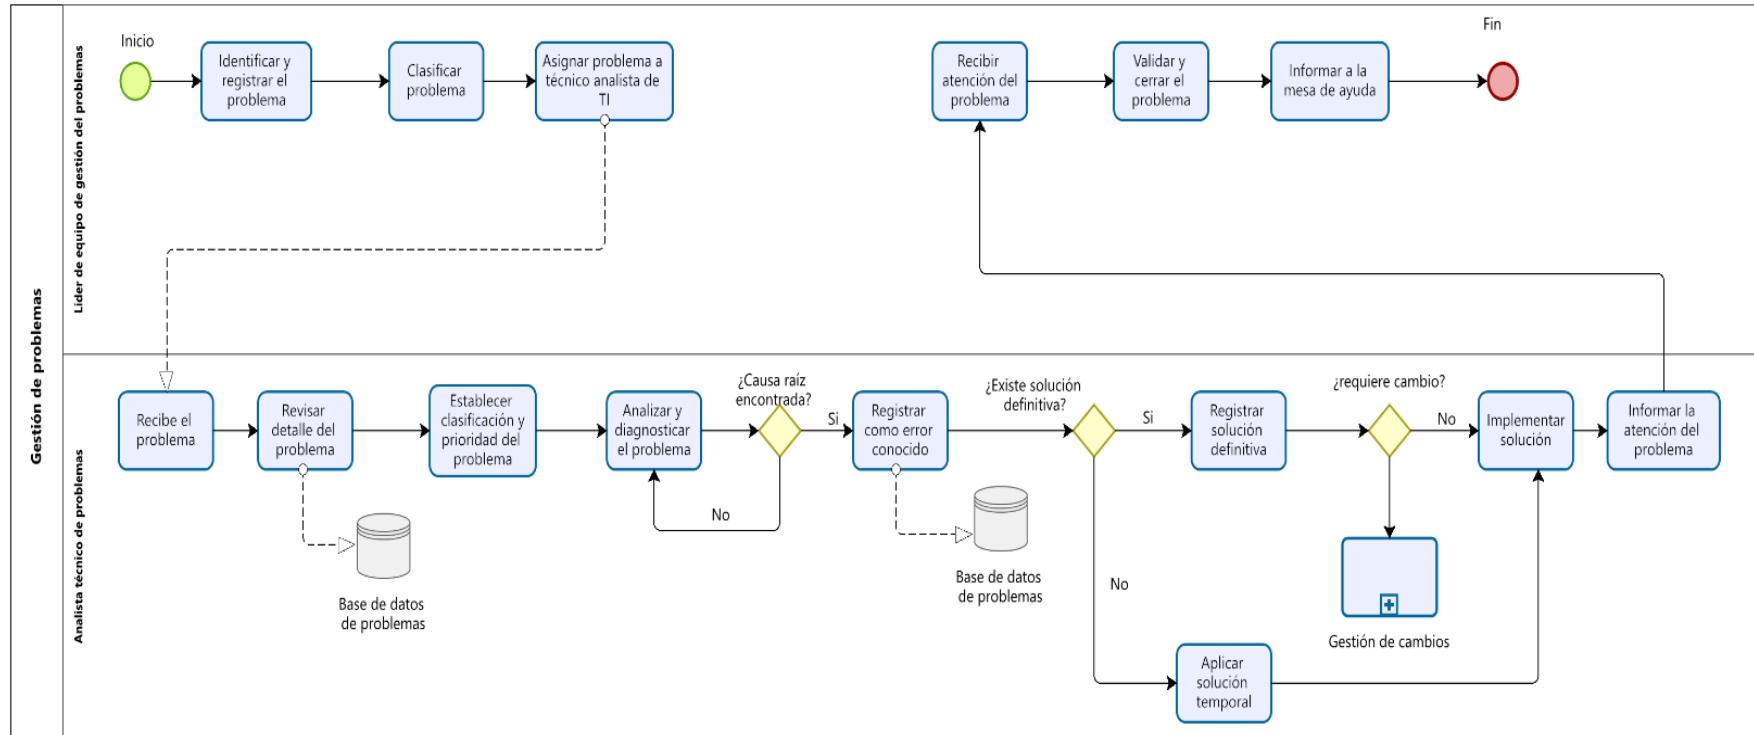 Gestión de problemas
Lider de equipo de gestión del problemas
Inicio
Identificar y
registrar el
problema
Clasificar
problema
Asignar problema a
técnico analista de
TI
Recibir
atención del
problema
Validar y
cerrar el
problema
Informar a la
mesa de ayuda
Fin
Analista técnico de problemas
Recibe el
problema
Revisar
detalle del
problema
Establecer
clasificación y
prioridad del
problema
Analizar y
diagnosticar
el problema
¿Causa raíz
encontrada?
Si
No
Registrar
como error
conocido
¿Existe solución
definitiva?
Si
No
Registrar
solución
definitiva
¿requiere cambio?
No
Implementar
solución
Informar la
atención del
problema
Base de datos
de problemas
Base de datos
de problemas
Gestión de cambios
Aplicar
solución
temporal